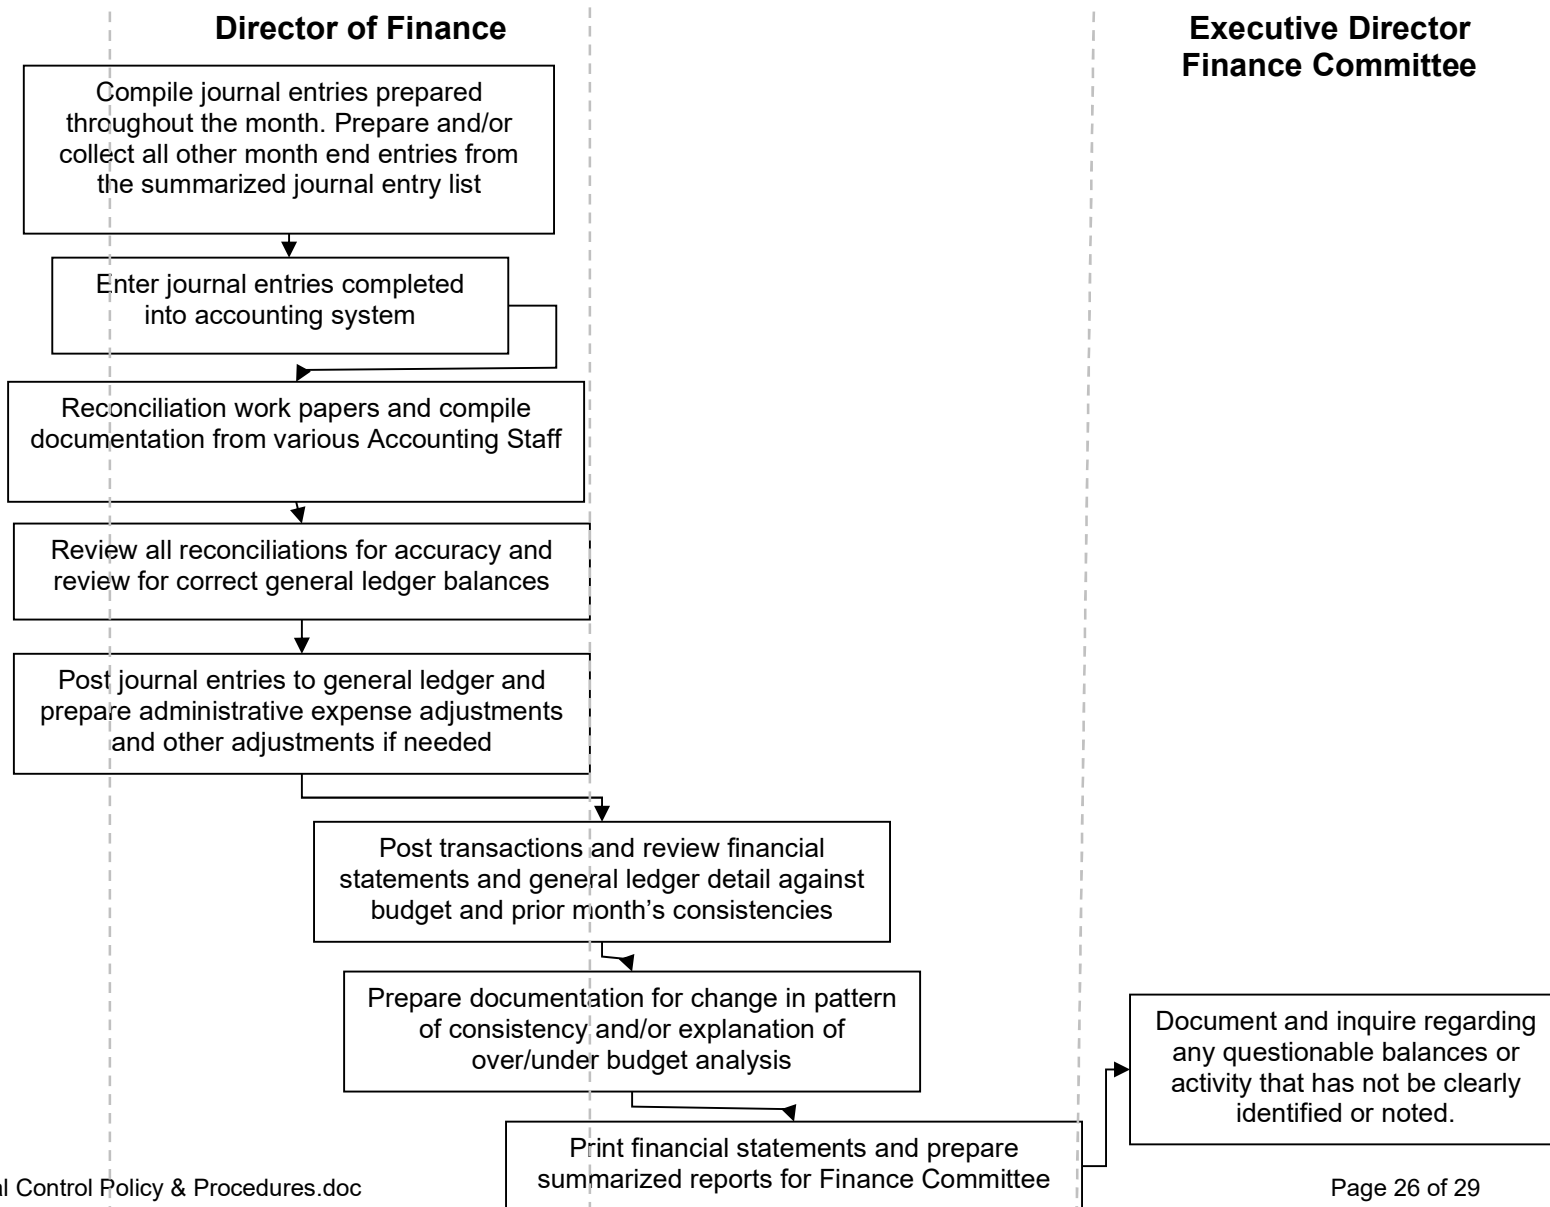 Director of Finance
Executive Director
Finance Committee
Compile journal entries prepared
throughout the month. Prepare and/or
collect all other month end entries from
the summarized journal entry list
Enter journal entries completed
into accounting system
Reconciliation work papers and compile
documentation from various Accounting Staff
Review all reconciliations for accuracy and
review for correct general ledger balances
Post journal entries to general ledger and
prepare administrative expense adjustments
and other adjustments if needed
Post transactions and review financial
statements and general ledger detail against
budget and prior month’s consistencies
Prepare documentation for change in pattern
of consistency and/or explanation of
over/under budget analysis
Document and inquire regarding
any questionable balances or
activity that has not be clearly
identified or noted.
Print financial statements and prepare
summarized reports for Finance Committee
al Control Policy & Procedures.doc
Page 26 of 29